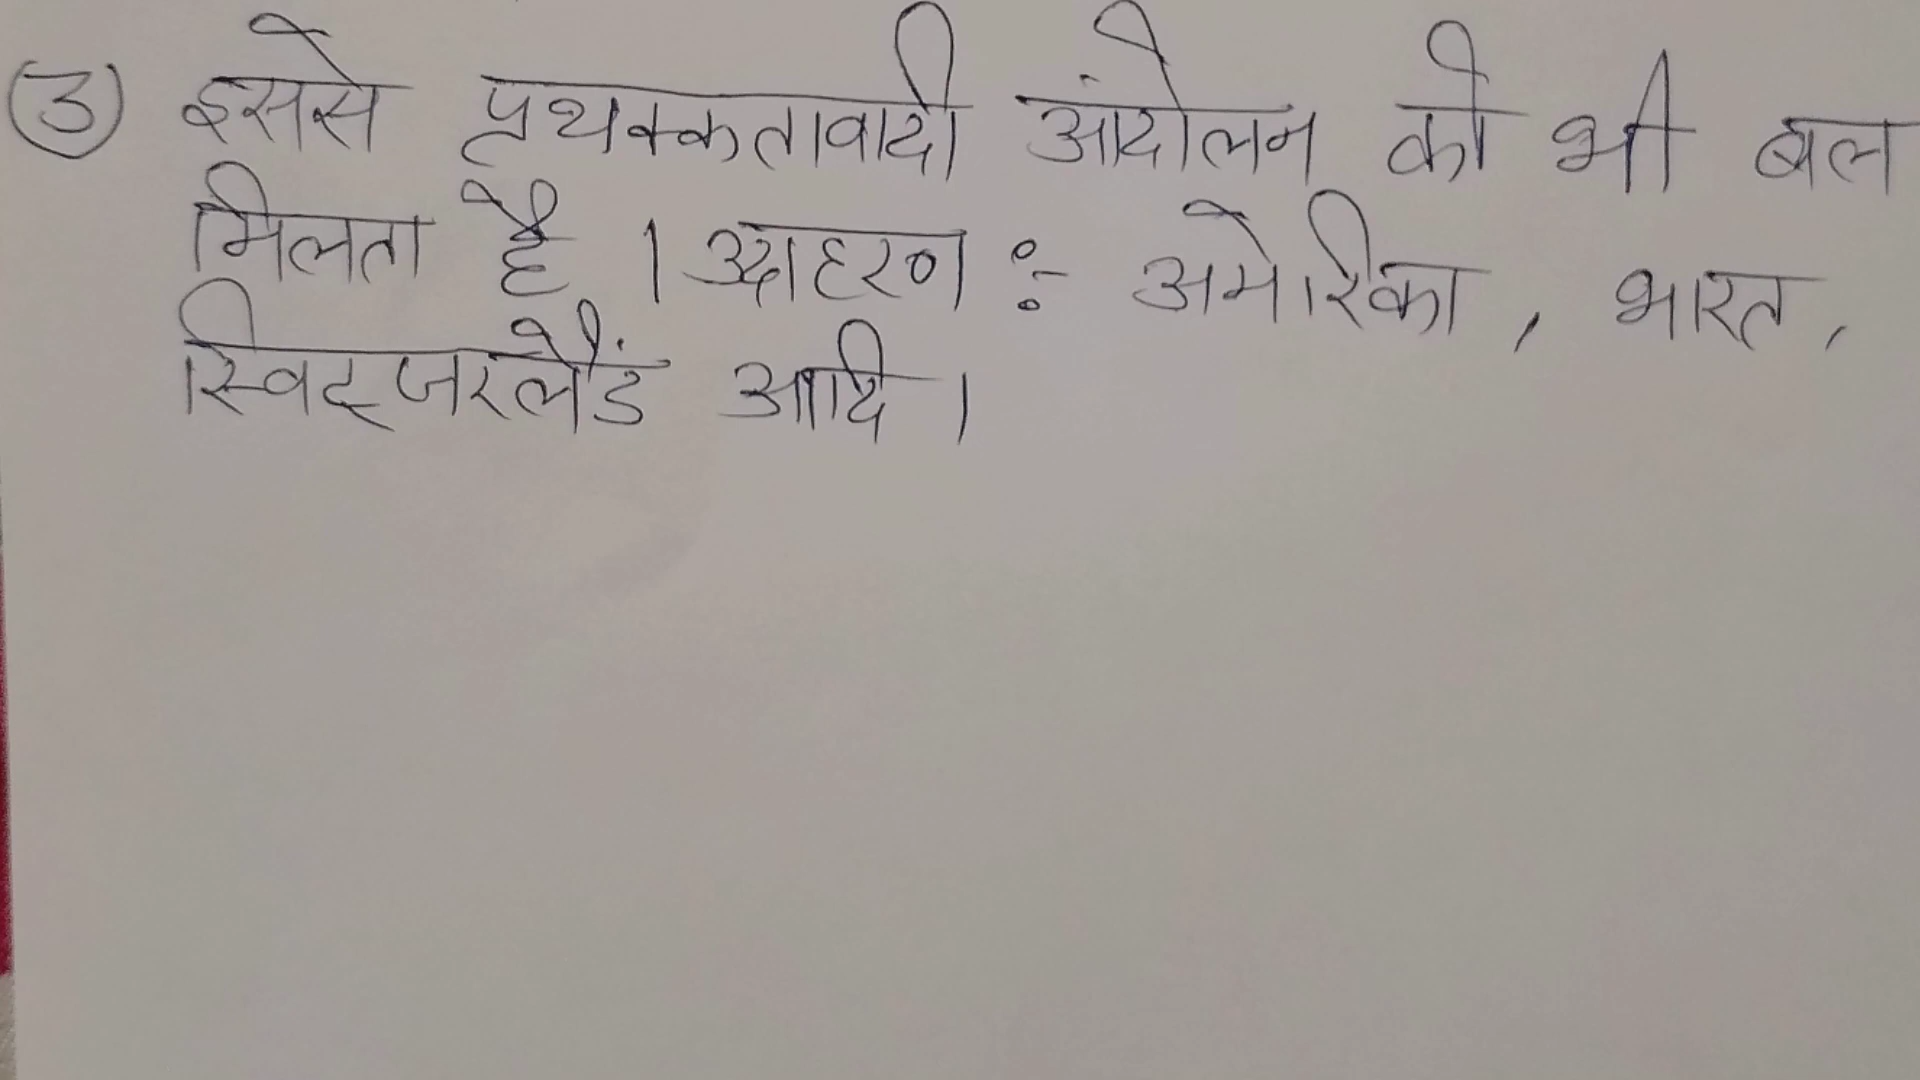 ③ इससे प्रथक्कतावादी आंदोलन को भी बल
मिलता है । उदाहरण :- अमेरिका , भारत ,
स्विट्जरलैंड आदि ।